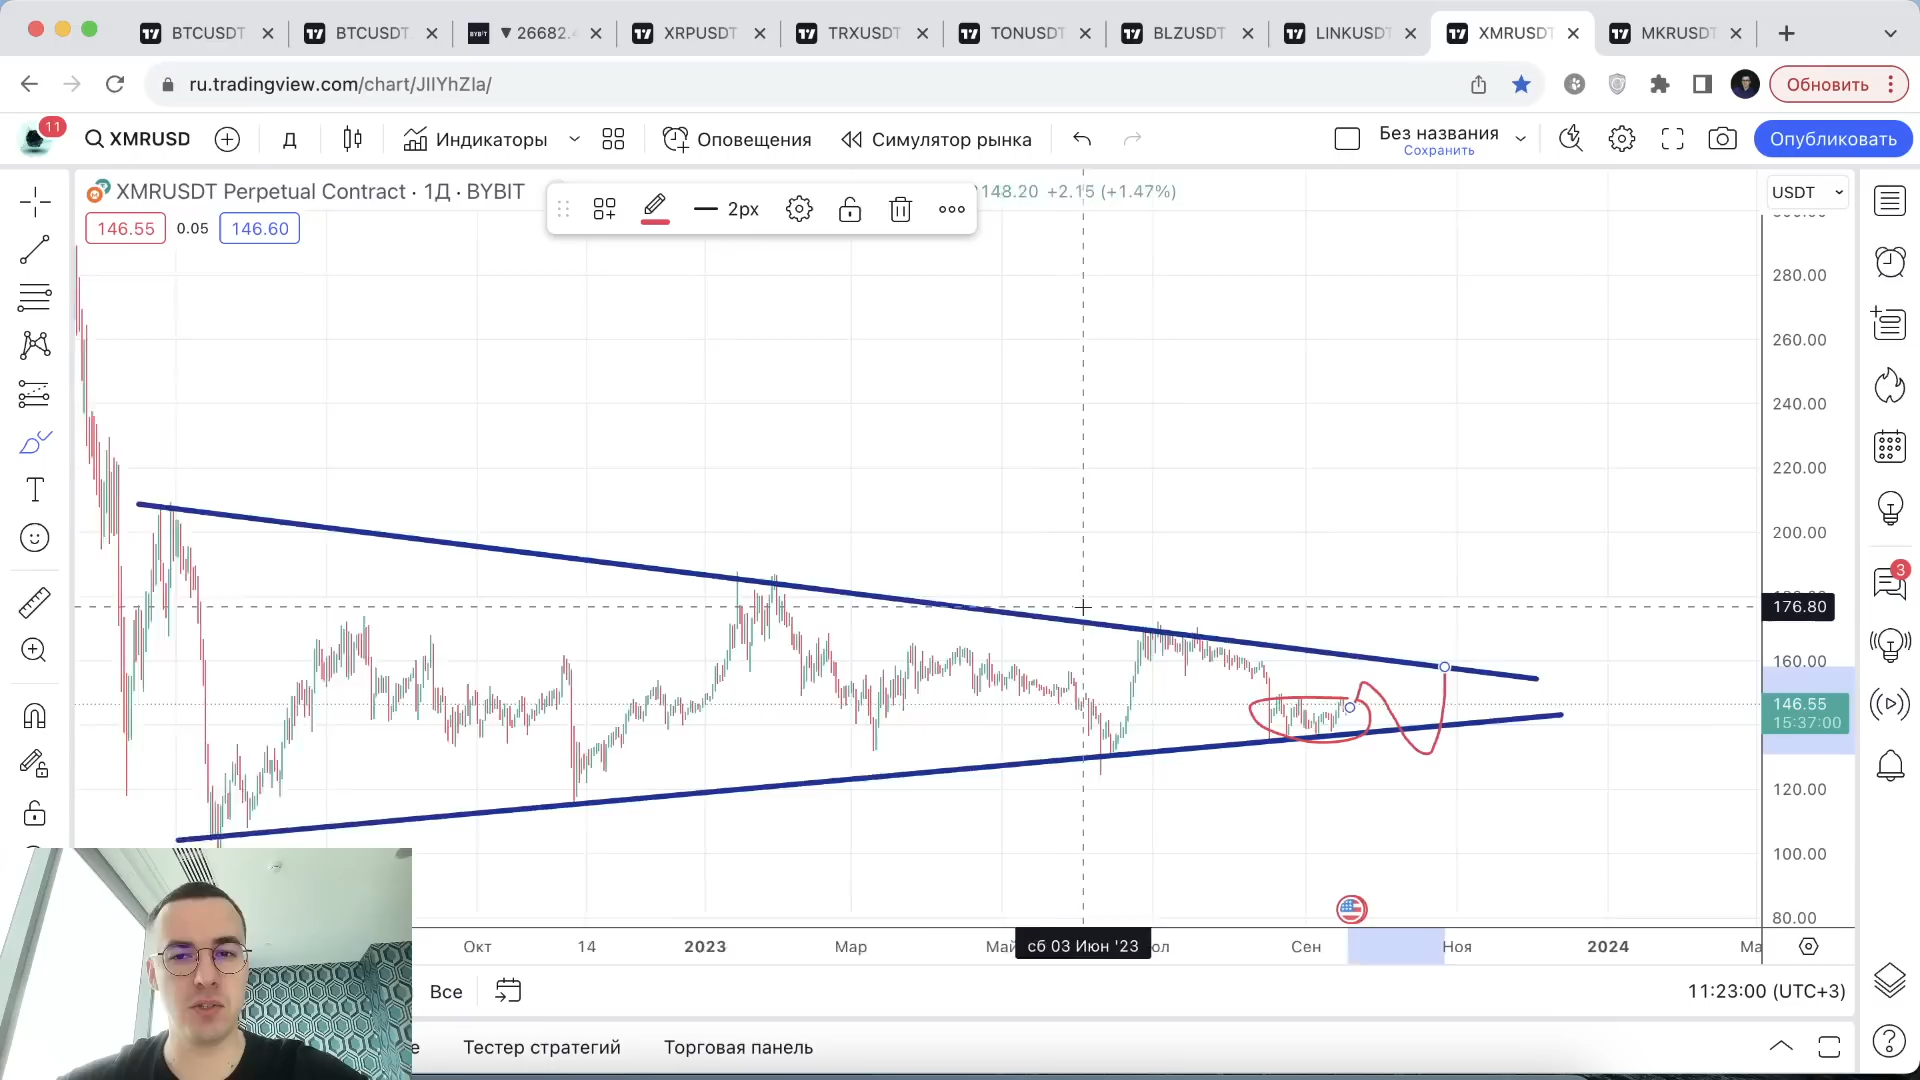 BTCUSDT
BTCUSDT
BYBIT ▼ 26682.
XRPUSDT
TRXUSDT
TONUSDT
BLZUSDT
LINKUSDT
XMRUSDT
MKRUSDT
ru.tradingview.com/chart/JIIYhZla/
Обновить
11
XMRUSD
Д
Индикаторы
Оповещения
Симулятор рынка
Без названия
Сохранить
Опубликовать
XMRUSDT Perpetual Contract · 1Д · BYBIT
148.20 +2.15 (+1.47%)
USDT
146.55
0.05
146.60
2px
280.00
260.00
240.00
220.00
200.00
176.80
160.00
146.55
15:37:00
120.00
100.00
80.00
3
Окт
14
2023
Мар
Май
сб 03 Июн '23
Сен
Ноя
2024
Ма
Все
11:23:00 (UTC+3)
Тестер стратегий
Торговая панель